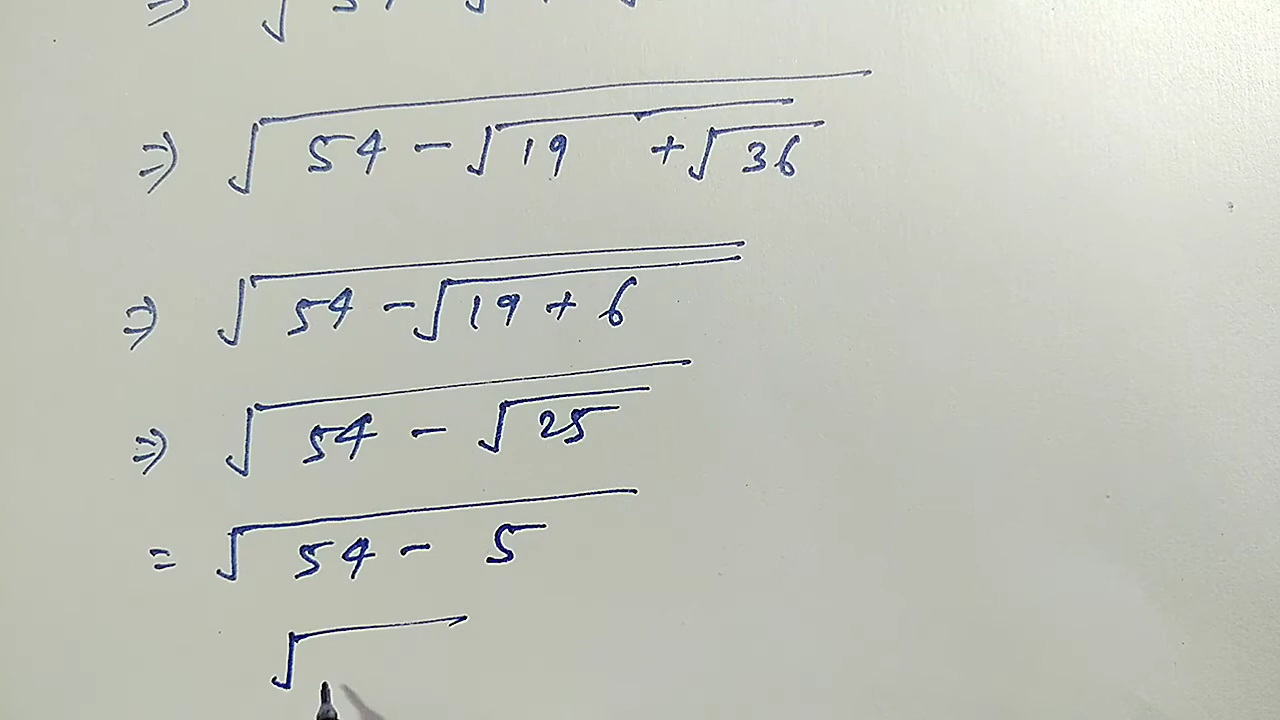 ⇒ √(54 - √(19 + √36))
⇒ √(54 - √(19 + 6))
⇒ √(54 - √25)
= √(54 - 5)
√